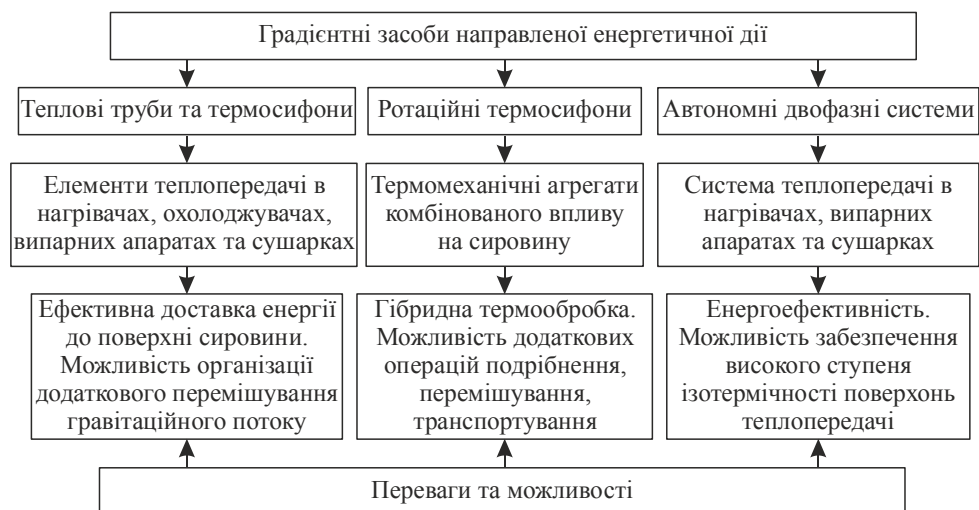 Градієнтні засоби направленої енергетичної дії
Теплові труби та термосифони
Ротаційні термосифони
Автономні двофазні системи
Елементи теплопередачі в
нагрівачах, охолоджувачах,
випарних апаратах та сушарках
Термомеханічні агрегати
комбінованого впливу
на сировину
Система теплопередачі в
нагрівачах, випарних
апаратах та сушарках
Ефективна доставка енергії
до поверхні сировини.
Можливість організації
додаткового перемішування
гравітаційного потоку
Гібридна термообробка.
Можливість додаткових
операцій подрібнення,
перемішування,
транспортування
Енергоефективність.
Можливість забезпечення
високого ступеня
ізотермічності поверхонь
теплопередачі
Переваги та можливості